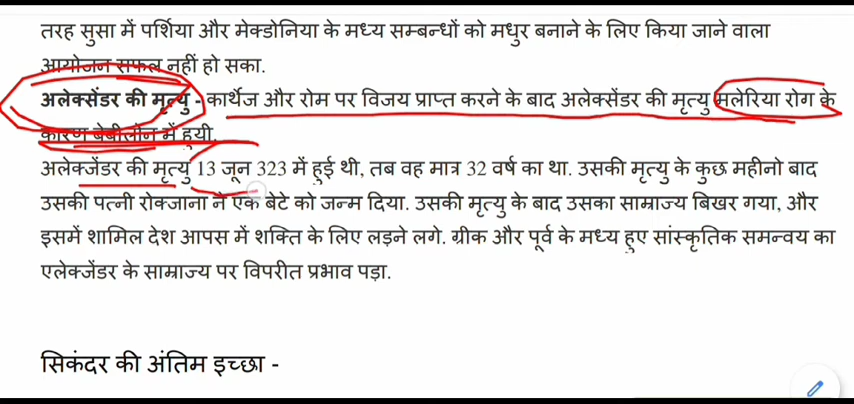 तरह सुसा में पर्शिया और मेक्डोनिया के मध्य सम्बन्धों को मधुर बनाने के लिए किया जाने वाला
आयोजन सफल नहीं हो सका.
अलेक्सेंडर की मृत्यु - कार्थेज और रोम पर विजय प्राप्त करने के बाद अलेक्सेंडर की मृत्यु मलेरिया रोग के
कारण बेबीलोन में हुयी.
अलेक्जेंडर की मृत्यु 13 जून 323 में हुई थी, तब वह मात्र 32 वर्ष का था. उसकी मृत्यु के कुछ महीनो बाद
उसकी पत्नी रोक्जाना ने एक बेटे को जन्म दिया. उसकी मृत्यु के बाद उसका साम्राज्य बिखर गया, और
इसमें शामिल देश आपस में शक्ति के लिए लड़ने लगे. ग्रीक और पूर्व के मध्य हुए सांस्कृतिक समन्वय का
एलेक्जेंडर के साम्राज्य पर विपरीत प्रभाव पड़ा.
सिकंदर की अंतिम इच्छा -